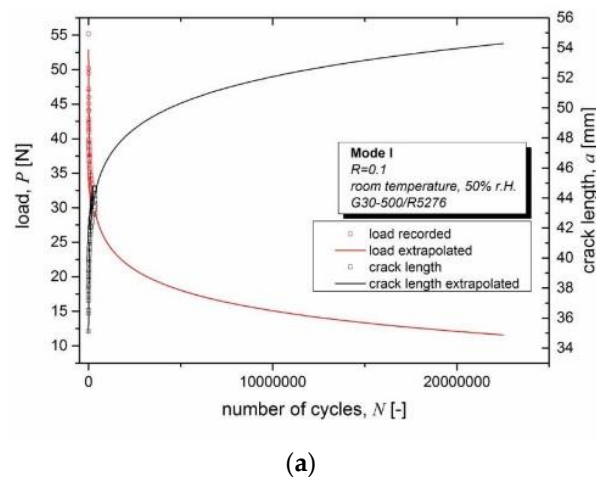 55
50
45
40
35
30
25
20
15
10
load, P [N]
56
54
52
50
48
46
44
42
40
38
36
34
crack length, a [mm]
Mode I
R=0.1
room temperature, 50% r.H.
G30-500/R5276
load recorded
load extrapolated
crack length
crack length extrapolated
0
10000000
20000000
number of cycles, N [-]
(a)